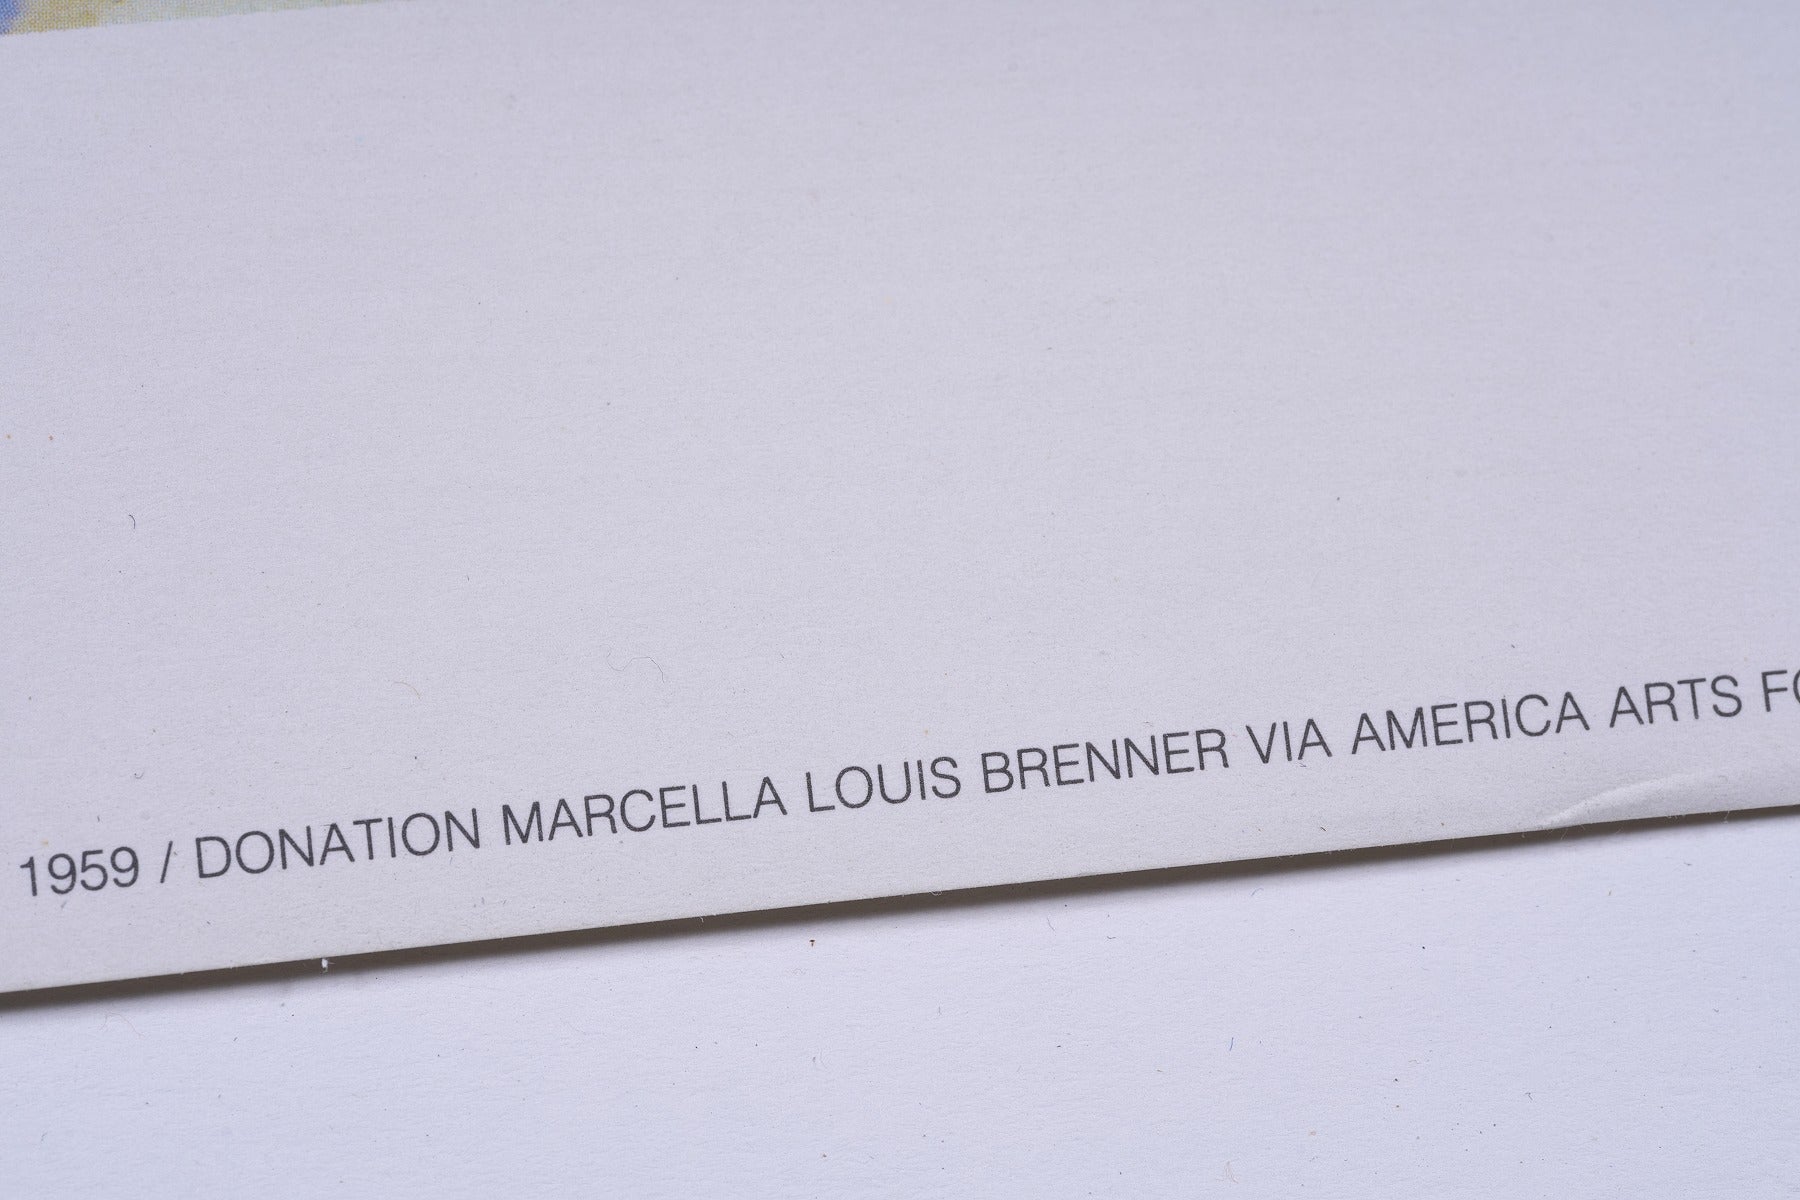 1959 / DONATION MARCELLA LOUIS BRENNER VIA AMERICA ARTS